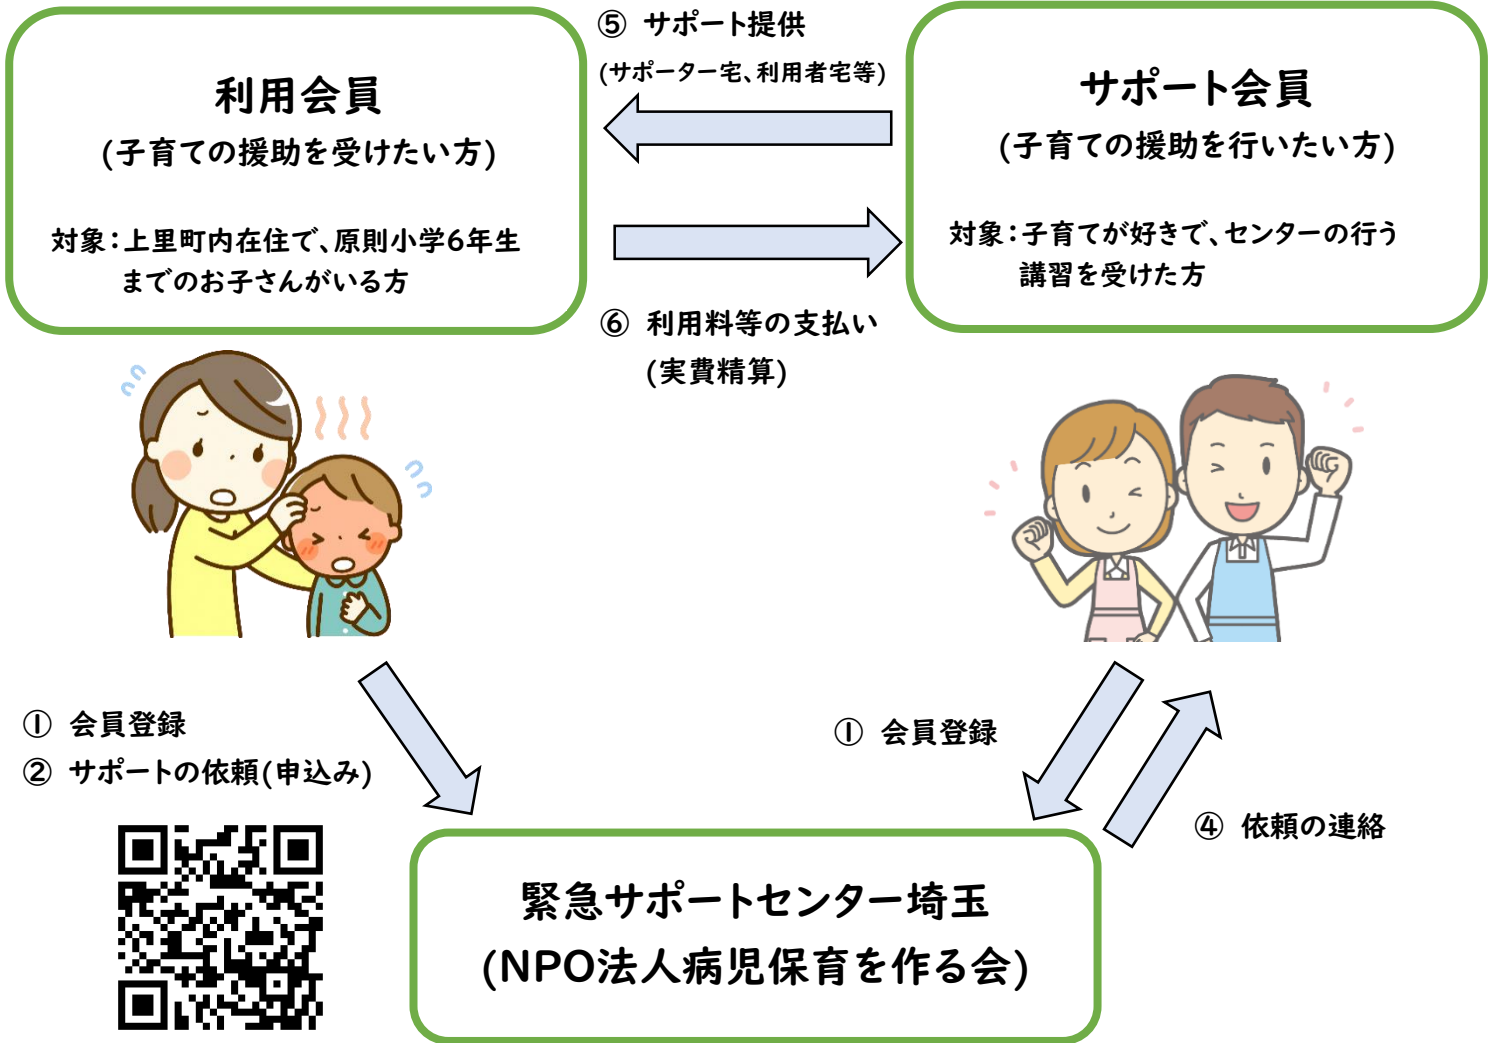 ⑤ サポート提供
(サポーター宅、利用者宅等)
利用会員
(子育ての援助を受けたい方)
対象：上里町内在住で、原則小学6年生
までのお子さんがいる方
サポート会員
(子育ての援助を行いたい方)
対象：子育てが好きで、センターの行う
講習を受けた方
⑥ 利用料等の支払い
(実費精算)
① 会員登録
② サポートの依頼(申込み)
① 会員登録
④ 依頼の連絡
緊急サポートセンター埼玉
(NPO法人病児保育を作る会)